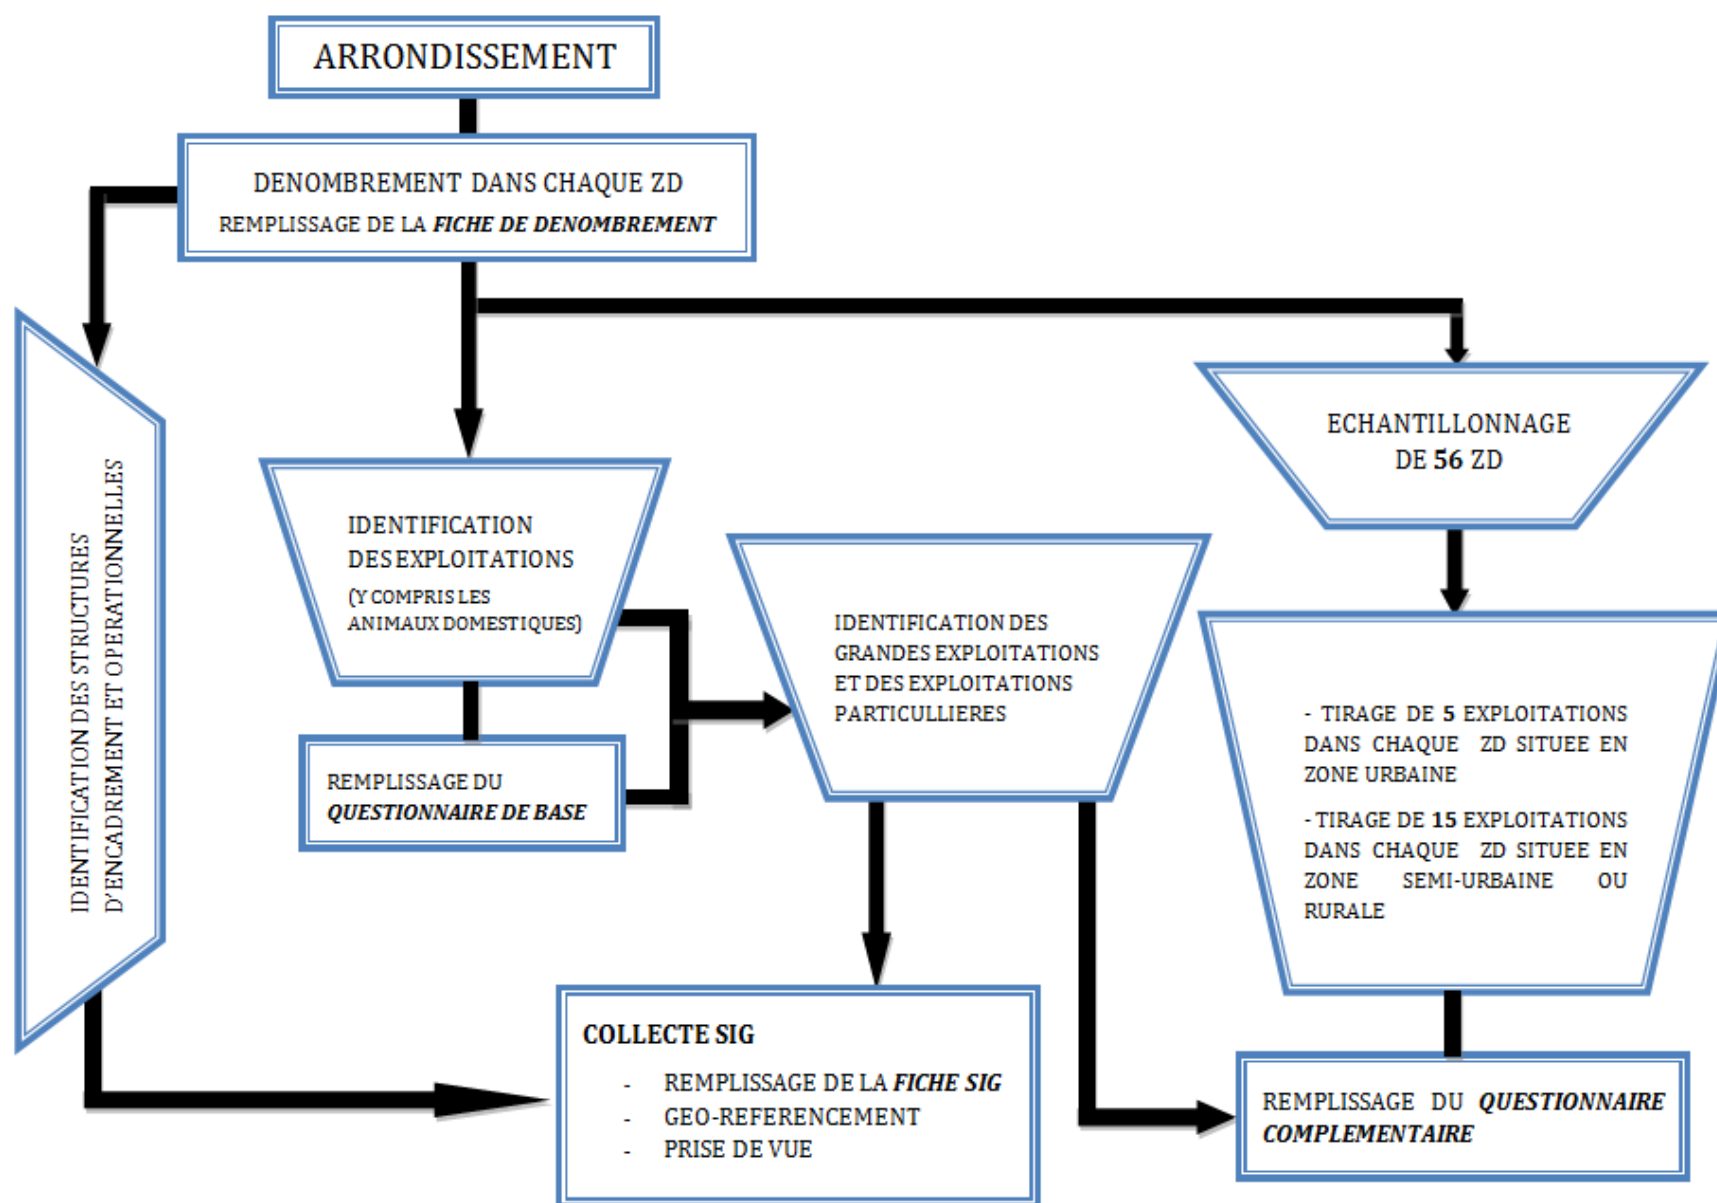 ARRONDISSEMENT
DENOMBREMENT DANS CHAQUE ZD
REMPLISSAGE DE LA FICHE DE DENOMBREMENT
IDENTIFICATION DES STRUCTURES
D'ENCADREMENT ET OPERATIONNELLES
IDENTIFICATION
DES EXPLOITATIONS
(Y COMPRIS LES
ANIMAUX DOMESTIQUES)
REMPLISSAGE DU
QUESTIONNAIRE DE BASE
IDENTIFICATION DES
GRANDES EXPLOITATIONS
ET DES EXPLOITATIONS
PARTICULLIERES
ECHANTILLONNAGE
DE 56 ZD
- TIRAGE DE 5 EXPLOITATIONS
DANS CHAQUE ZD SITUEE EN
ZONE URBAINE
- TIRAGE DE 15 EXPLOITATIONS
DANS CHAQUE ZD SITUEE EN
ZONE SEMI-URBAINE OU
RURALE
COLLECTE SIG
- REMPLISSAGE DE LA FICHE SIG
- GEO-REFERENCEMENT
- PRISE DE VUE
REMPLISSAGE DU QUESTIONNAIRE
COMPLEMENTAIRE